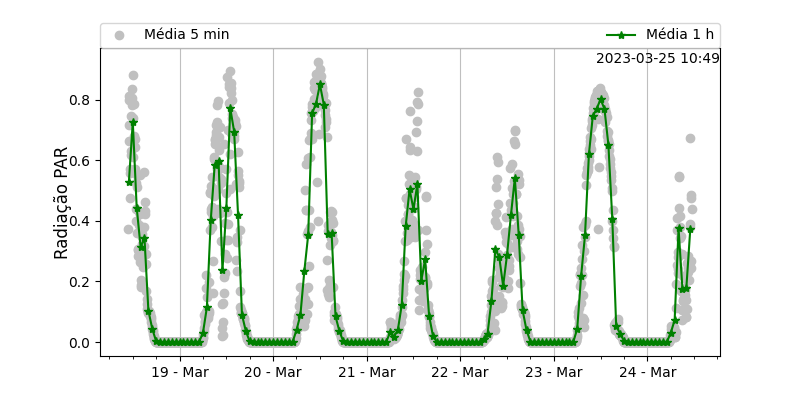 Média 5 min
Média 1 h
2023-03-25 10:49
Radiação PAR
0.8
0.6
0.4
0.2
0.0
19 - Mar
20 - Mar
21 - Mar
22 - Mar
23 - Mar
24 - Mar